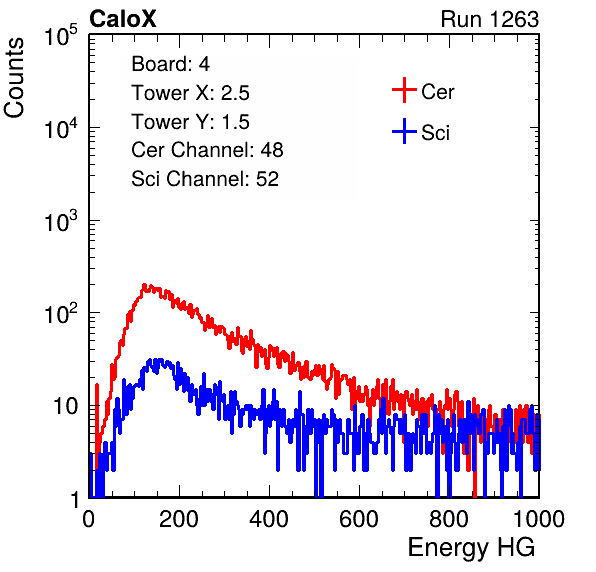 CaloX Run 1263
Counts
Board: 4
Tower X: 2.5
Tower Y: 1.5
Cer Channel: 48
Sci Channel: 52
Cer
Sci
10^5
10^4
10^3
10^2
10
1
0 200 400 600 800 1000
Energy HG